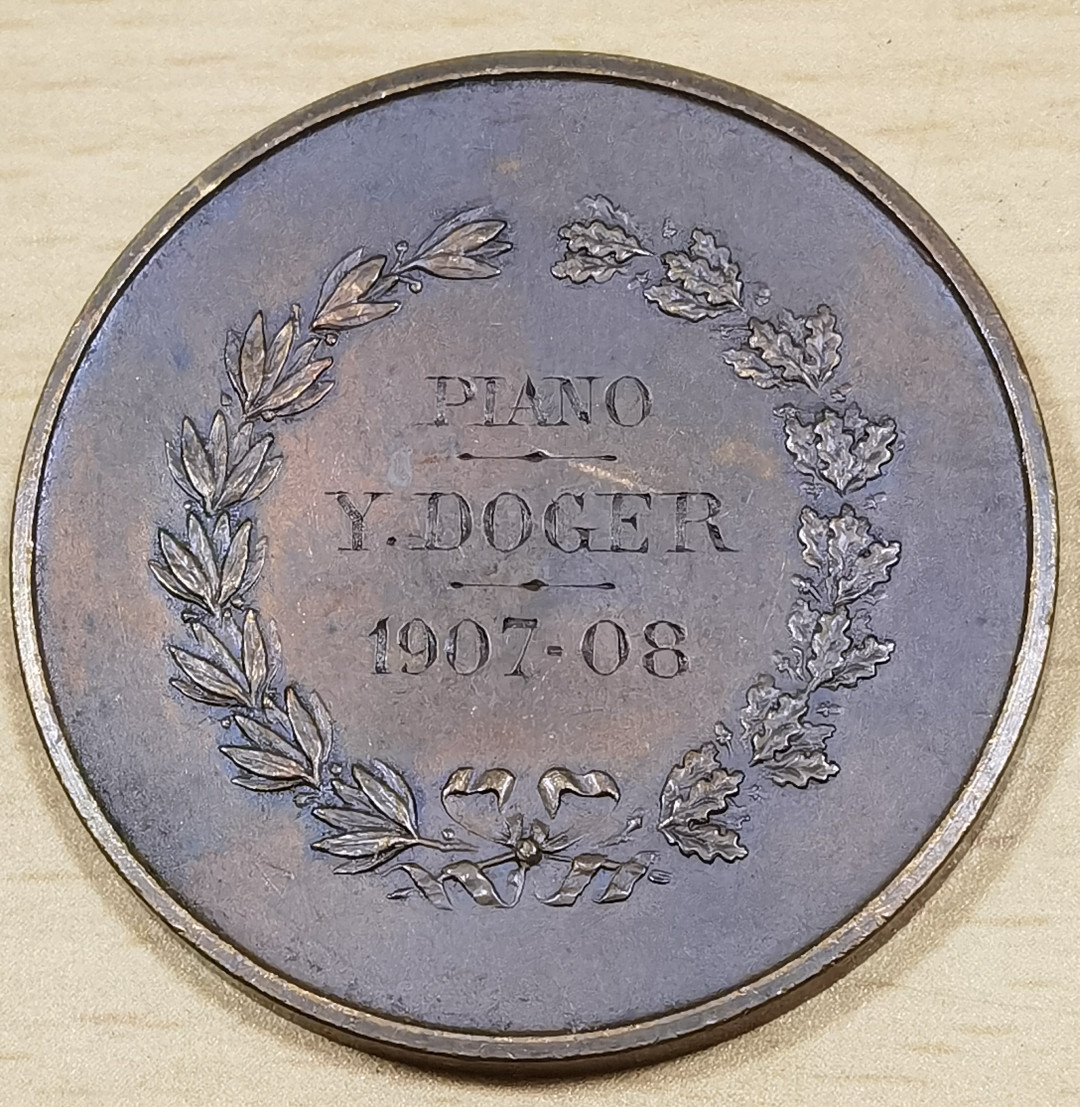 PIANO
Y. DOGER
1907-08